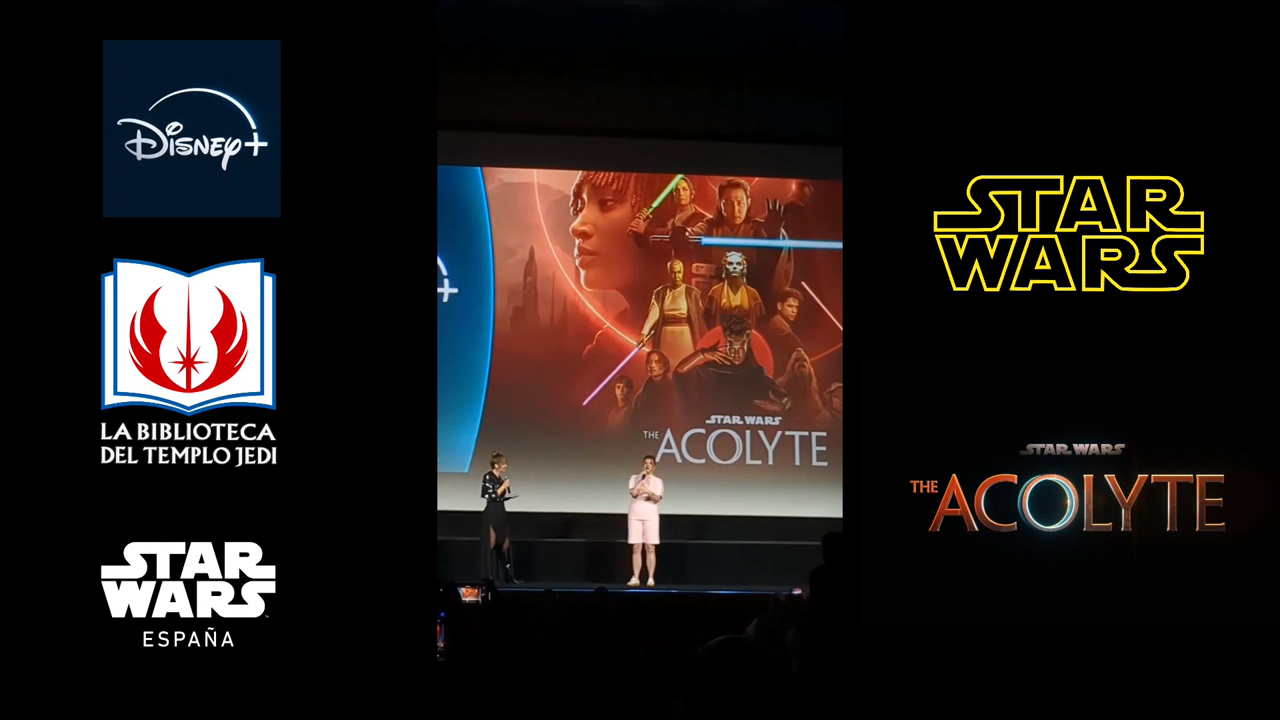 Disney+
LA BIBLIOTECA
DEL TEMPLO JEDI
STAR
WARS
ESPAÑA
STAR WARS
THE ACOLYTE
STAR
WARS
STAR WARS
THE ACOLYTE